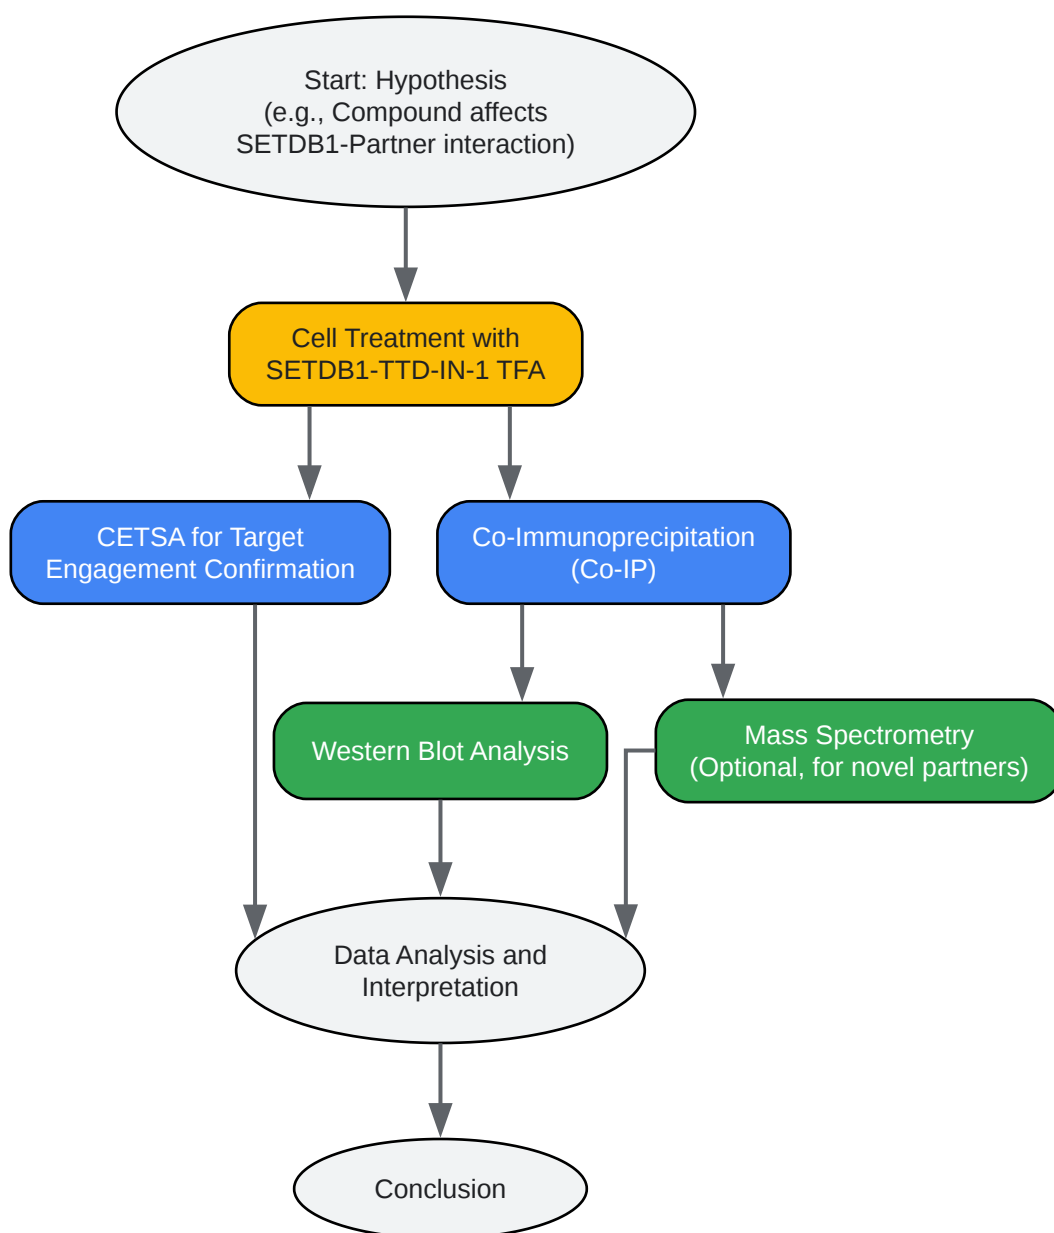 Start: Hypothesis
(e.g., Compound affects
SETDB1-Partner interaction)
Cell Treatment with
SETDB1-TTD-IN-1 TFA
CETSA for Target
Engagement Confirmation
Co-Immunoprecipitation
(Co-IP)
Western Blot Analysis
Mass Spectrometry
(Optional, for novel partners)
Data Analysis and
Interpretation
Conclusion